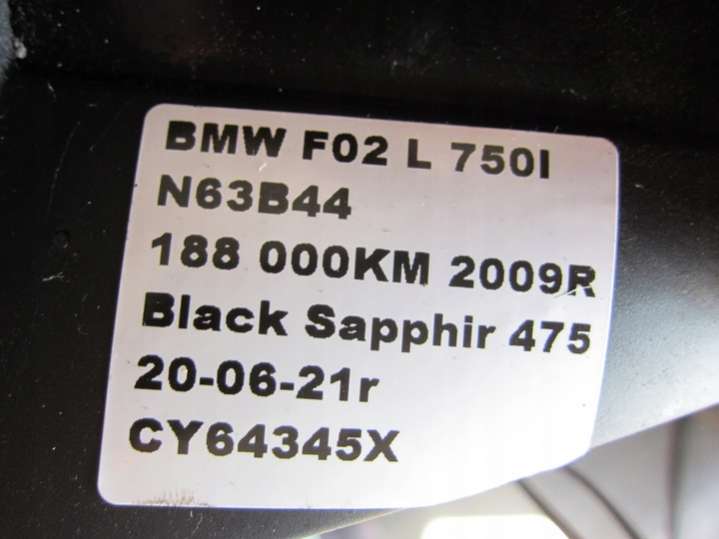 BMW F02 L 750I
N63B44
188 000KM 2009R
Black Sapphir 475
20-06-21r
CY64345X